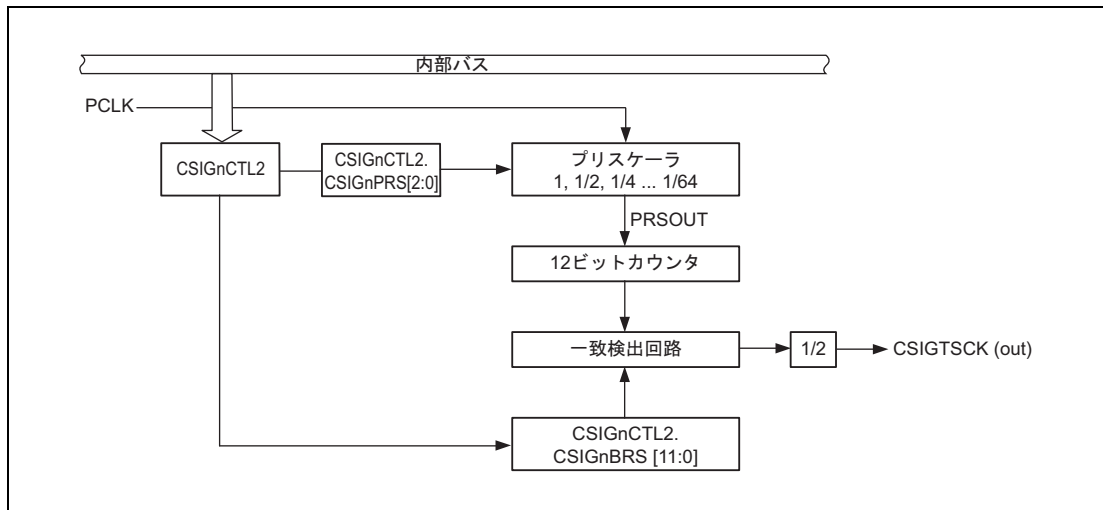 内部バス
PCLK
CSIGnCTL2
CSIGnCTL2.
CSIGnPRS[2:0]
プリスケーラ
1, 1/2, 1/4 ... 1/64
PRSOUT
12ビットカウンタ
一致検出回路
1/2
CSIGTSCK (out)
CSIGnCTL2.
CSIGnBRS [11:0]